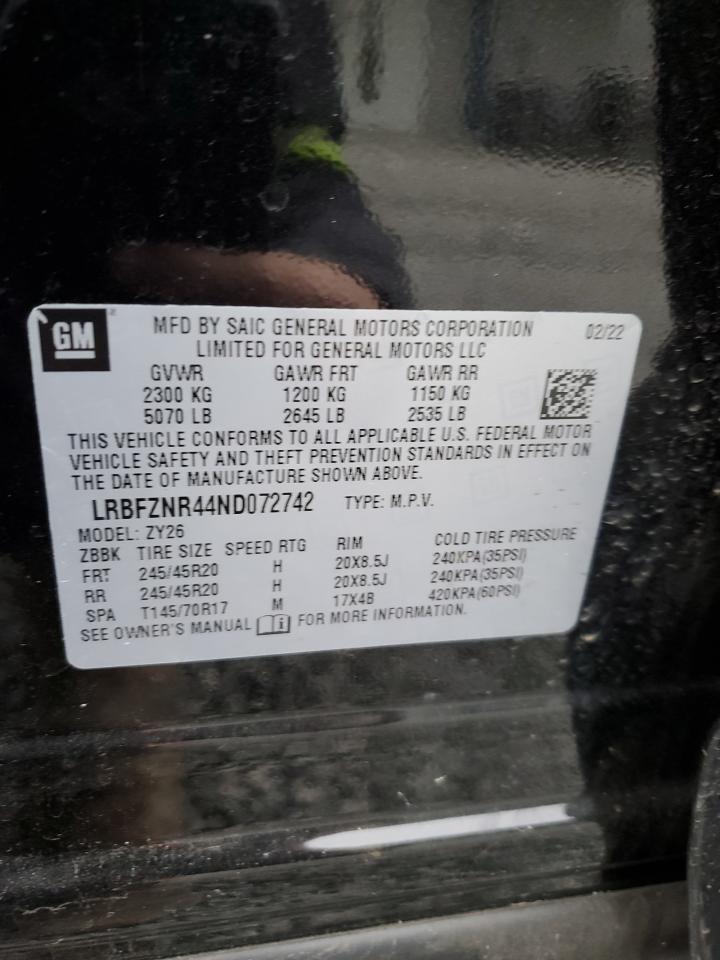 GM
MFD BY SAIC GENERAL MOTORS CORPORATION 02/22
LIMITED FOR GENERAL MOTORS LLC
GVWR GAWR FRT GAWR RR
2300 KG 1200 KG 1150 KG
5070 LB 2645 LB 2535 LB
THIS VEHICLE CONFORMS TO ALL APPLICABLE U.S. FEDERAL MOTOR
VEHICLE SAFETY AND THEFT PREVENTION STANDARDS IN EFFECT ON
THE DATE OF MANUFACTURE SHOWN ABOVE.
LRBFZNR44ND072742 TYPE: M.P.V.
MODEL: ZY26
ZBBK TIRE SIZE SPEED RTG RIM COLD TIRE PRESSURE
FRT 245/45R20 H 20X8.5J 240KPA(35PSI)
RR 245/45R20 H 20X8.5J 240KPA(35PSI)
SPA T145/70R17 M 17X4B 420KPA(60PSI)
SEE OWNER'S MANUAL i FOR MORE INFORMATION.